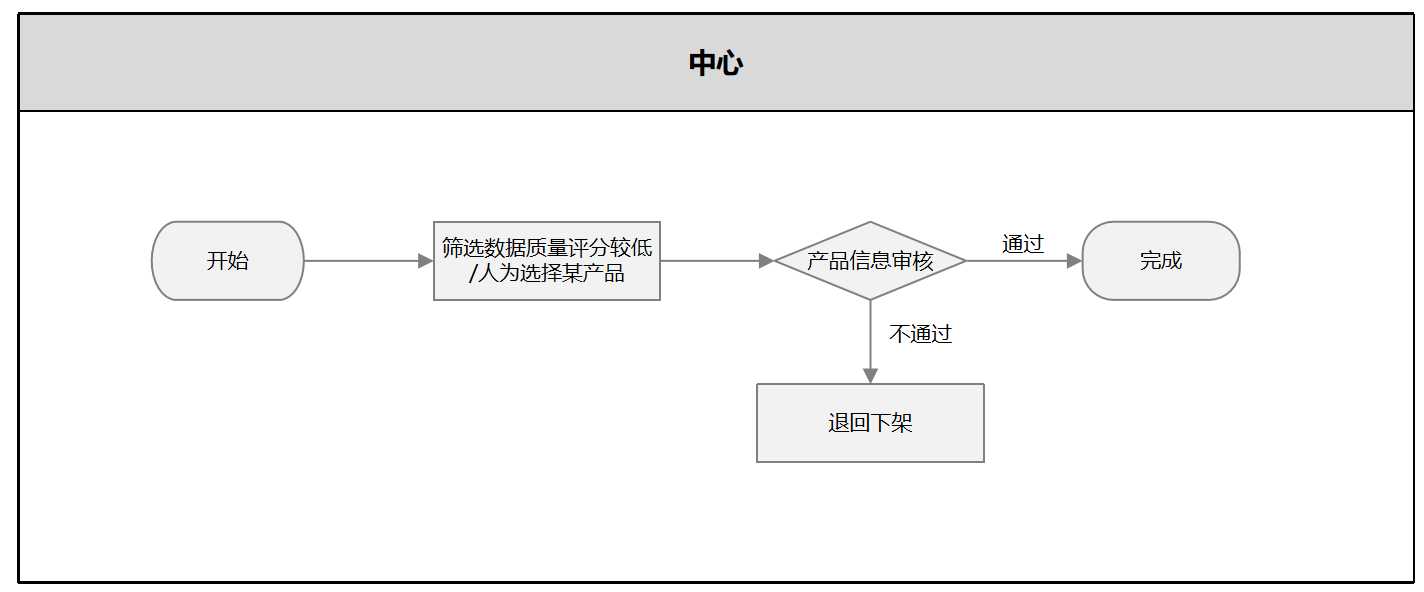 中心
开始
筛选数据质量评分较低
/人为选择某产品
产品信息审核
通过
完成
不通过
退回下架